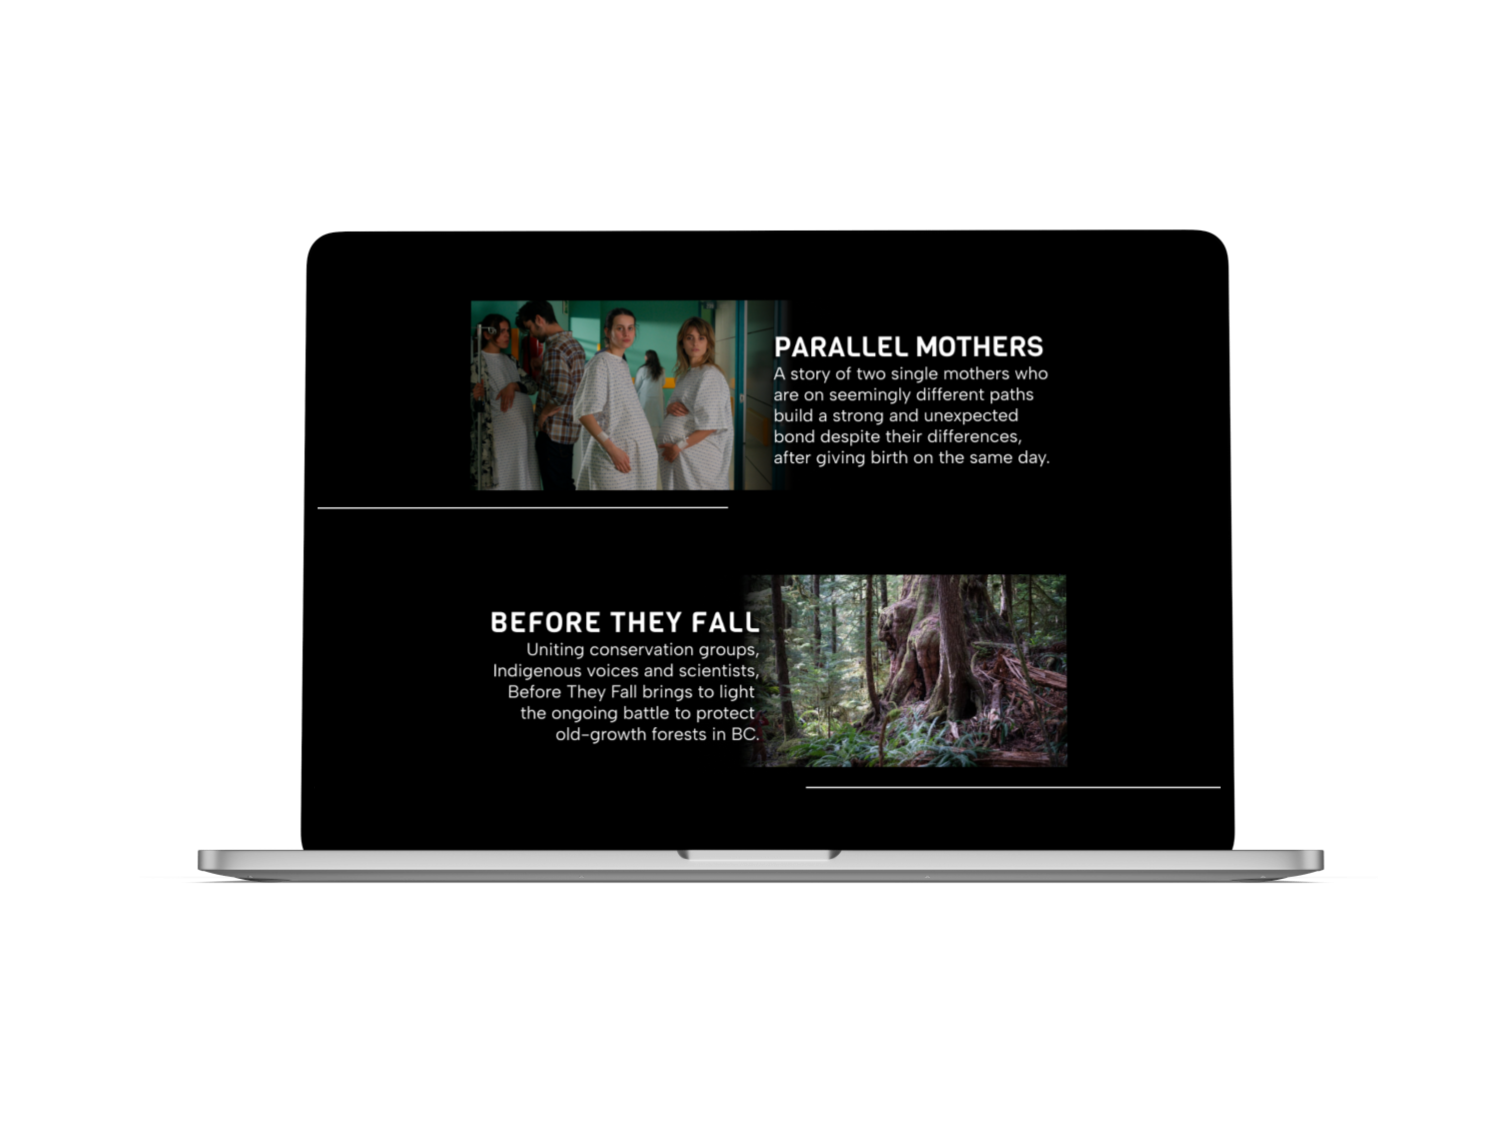 PARALLEL MOTHERS
A story of two single mothers who
are on seemingly different paths
build a strong and unexpected
bond despite their differences,
after giving birth on the same day.
BEFORE THEY FALL
Uniting conservation groups,
Indigenous voices and scientists,
Before They Fall brings to light
the ongoing battle to protect
old-growth forests in BC.